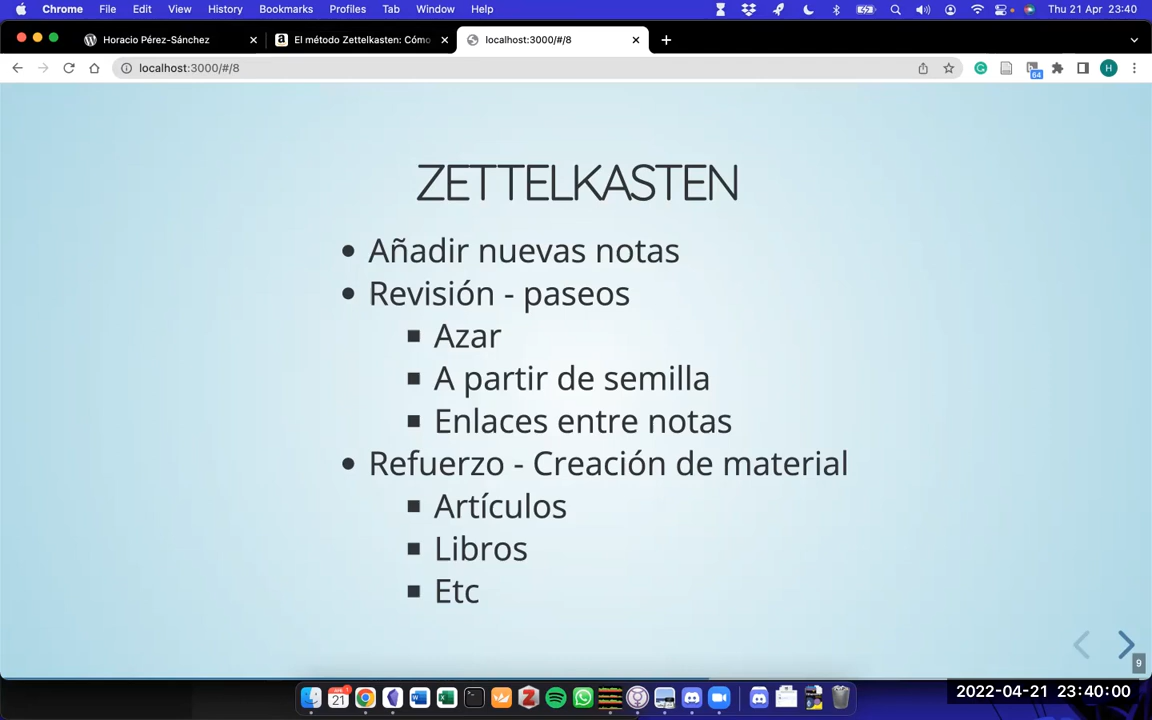 Chrome File Edit View History Bookmarks Profiles Tab Window Help Thu 21 Apr 23:40
Horacio Pérez-Sánchez
El método Zettelkasten: Cómo
localhost:3000/#/8
localhost:3000/#/8
64
H
ZETTELKASTEN
Añadir nuevas notas
Revisión - paseos
Azar
A partir de semilla
Enlaces entre notas
Refuerzo - Creación de material
Artículos
Libros
Etc
9
21
2022-04-21 23:40:00